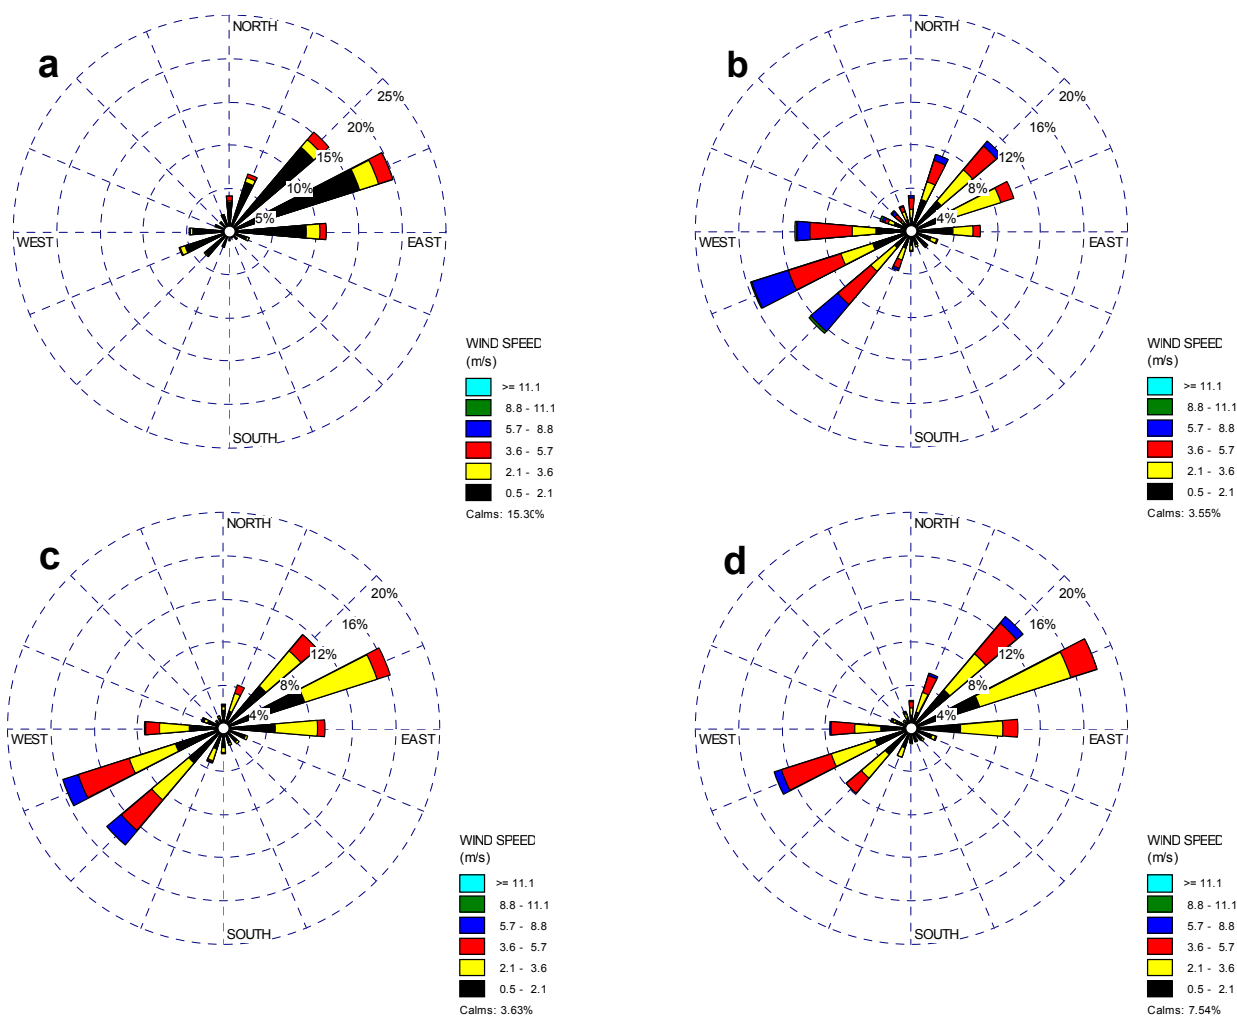 a
NORTH
25%
20%
15%
10%
5%
WEST
EAST
SOUTH
WIND SPEED
(m/s)
>= 11.1
8.8 - 11.1
5.7 - 8.8
3.6 - 5.7
2.1 - 3.6
0.5 - 2.1
Calms: 15.30%
b
NORTH
20%
16%
12%
8%
4%
WEST
EAST
SOUTH
WIND SPEED
(m/s)
>= 11.1
8.8 - 11.1
5.7 - 8.8
3.6 - 5.7
2.1 - 3.6
0.5 - 2.1
Calms: 3.55%
c
NORTH
20%
16%
12%
8%
4%
WEST
EAST
SOUTH
WIND SPEED
(m/s)
>= 11.1
8.8 - 11.1
5.7 - 8.8
3.6 - 5.7
2.1 - 3.6
0.5 - 2.1
Calms: 3.63%
d
NORTH
20%
16%
12%
8%
4%
WEST
EAST
SOUTH
WIND SPEED
(m/s)
>= 11.1
8.8 - 11.1
5.7 - 8.8
3.6 - 5.7
2.1 - 3.6
0.5 - 2.1
Calms: 7.54%